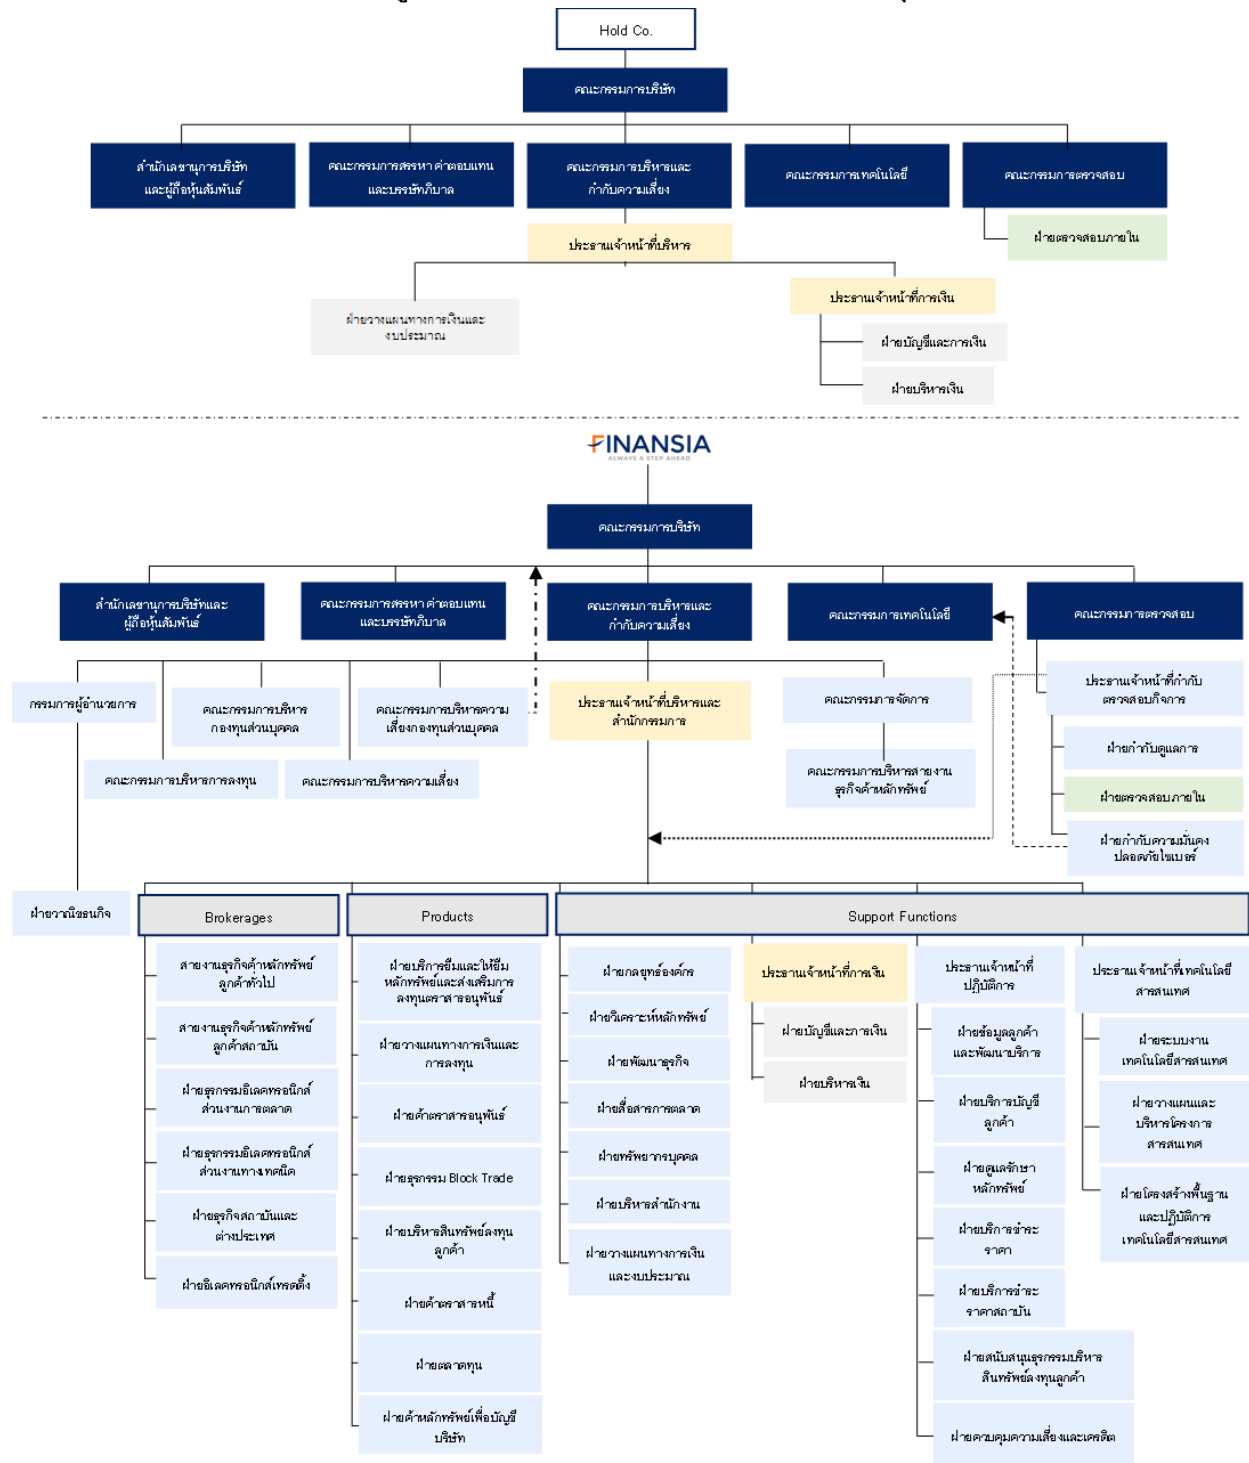 Hold Co.
คณะกรรมการบริษัท
สำนักเลขานุการบริษัท
และผู้ถือหุ้นสัมพันธ์
คณะกรรมการสรรหา ค่าตอบแทน
และบรรษัทภิบาล
คณะกรรมการบริหารและ
กำกับความเสี่ยง
คณะกรรมการเทคโนโลยี
คณะกรรมการตรวจสอบ
ประธานเจ้าหน้าที่บริหาร
ฝ่ายตรวจสอบภายใน
ฝ่ายวางแผนทางการเงินและ
งบประมาณ
ประธานเจ้าหน้าที่การเงิน
ฝ่ายบัญชีและการเงิน
ฝ่ายบริหารเงิน
FINANSIA
ALWAYS A STEP AHEAD
คณะกรรมการบริษัท
สำนักเลขานุการบริษัทและ
ผู้ถือหุ้นสัมพันธ์
คณะกรรมการสรรหา ค่าตอบแทน
และบรรษัทภิบาล
คณะกรรมการบริหารและ
กำกับความเสี่ยง
คณะกรรมการเทคโนโลยี
คณะกรรมการตรวจสอบ
กรรมการผู้อำนวยการ
คณะกรรมการบริหาร
กองทุนส่วนบุคคล
คณะกรรมการบริหารความ
เสี่ยงกองทุนส่วนบุคคล
ประธานเจ้าหน้าที่บริหารและ
สำนักกรรมการ
คณะกรรมการจัดการ
ประธานเจ้าหน้าที่กำกับ
ตรวจสอบกิจการ
คณะกรรมการบริหารการลงทุน
คณะกรรมการบริหารความเสี่ยง
คณะกรรมการบริหารสายงาน
ธุรกิจค้าหลักทรัพย์
ฝ่ายกำกับดูแลการ
ฝ่ายตรวจสอบภายใน
ฝ่ายกำกับความมั่นคง
ปลอดภัยไซเบอร์
ฝ่ายวาณิชธนกิจ
Brokerages
Products
Support Functions
สายงานธุรกิจค้าหลักทรัพย์
ลูกค้าทั่วไป
สายงานธุรกิจค้าหลักทรัพย์
ลูกค้าสถาบัน
ฝ่ายธุรกรรมอิเลคทรอนิกส์
ส่วนงานการตลาด
ฝ่ายธุรกรรมอิเลคทรอนิกส์
ส่วนงานทางเทคนิค
ฝ่ายธุรกิจสถาบันและ
ต่างประเทศ
ฝ่ายอิเลคทรอนิกส์เทรดดิ้ง
ฝ่ายบริการยืมและให้ยืม
หลักทรัพย์และส่งเสริมการ
ลงทุนตราสารอนุพันธ์
ฝ่ายวางแผนทางการเงินและ
การลงทุน
ฝ่ายค้าตราสารอนุพันธ์
ฝ่ายธุรกรรม Block Trade
ฝ่ายบริหารสินทรัพย์ลงทุน
ลูกค้า
ฝ่ายค้าตราสารหนี้
ฝ่ายตลาดทุน
ฝ่ายค้าหลักทรัพย์เพื่อบัญชี
บริษัท
ฝ่ายกลยุทธ์องค์กร
ฝ่ายวิเคราะห์หลักทรัพย์
ฝ่ายพัฒนาธุรกิจ
ฝ่ายสื่อสารการตลาด
ฝ่ายทรัพยากรบุคคล
ฝ่ายบริหารสำนักงาน
ฝ่ายวางแผนทางการเงิน
และงบประมาณ
ประธานเจ้าหน้าที่การเงิน
ฝ่ายบัญชีและการเงิน
ฝ่ายบริหารเงิน
ประธานเจ้าหน้าที่
ปฏิบัติการ
ฝ่ายข้อมูลลูกค้า
และพัฒนาบริการ
ฝ่ายบริการบัญชี
ลูกค้า
ฝ่ายดูแลรักษา
หลักทรัพย์
ฝ่ายบริการชำระ
ราคา
ฝ่ายบริการชำระ
ราคาสถาบัน
ฝ่ายสนับสนุนธุรกรรมบริหาร
สินทรัพย์ลงทุนลูกค้า
ฝ่ายควบคุมความเสี่ยงและเครดิต
ประธานเจ้าหน้าที่เทคโนโลยี
สารสนเทศ
ฝ่ายระบบงาน
เทคโนโลยีสารสนเทศ
ฝ่ายวางแผนและ
บริหารโครงการ
สารสนเทศ
ฝ่ายโครงสร้างพื้นฐาน
และปฏิบัติการ
เทคโนโลยีสารสนเทศ